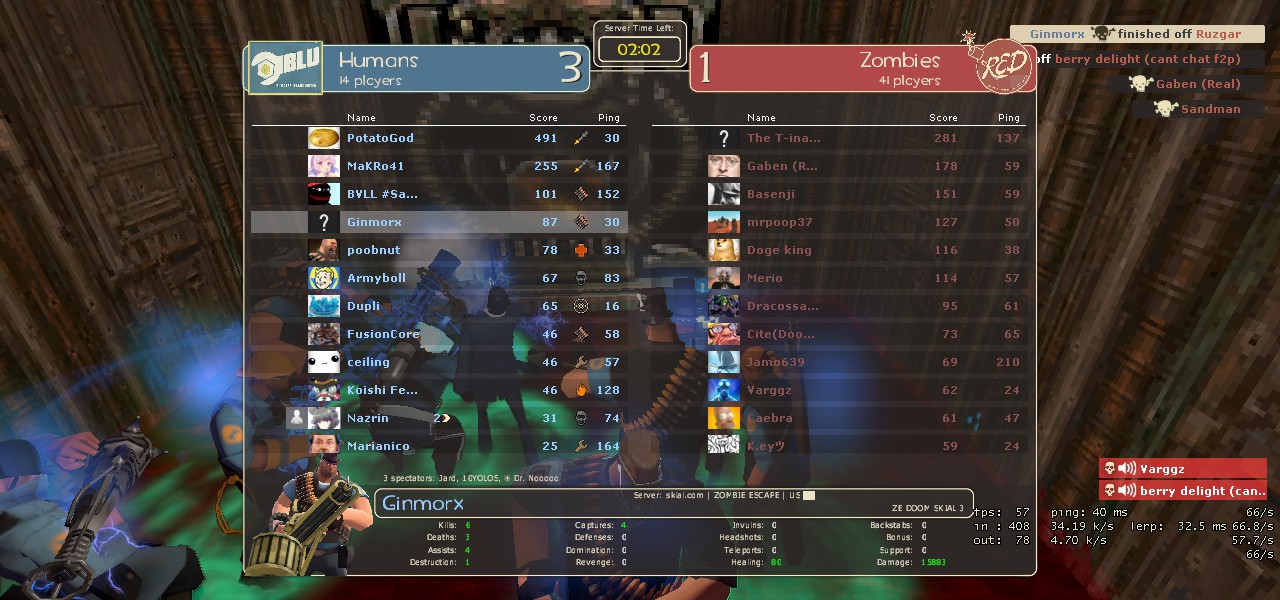 Server Time Left:
02:02
BLU
Humans
14 players
3
1
Zombies
41 players
RED
Ginmorx finished off Ruzgar
off berry delight (cant chat f2p)
Gaben (Real)
Sandman
Name Score Ping
PotatoGod 491 30
MaKRo41 255 167
BVLL #Sa... 101 152
? Ginmorx 87 30
poobnut 78 33
Armyboll 67 83
Dupli 65 16
FusionCore 46 58
ceiling 46 57
Koishi Fe... 46 128
Nazrin 2 31 74
Marianico 25 164
Name Score Ping
? The T-ina... 281 137
Gaben (R... 178 59
Basenji 151 59
mrpoop37 127 50
Doge king 116 38
Merio 114 57
Dracossa... 95 61
Cite(Doo... 73 65
Jamo639 69 210
Varggz 62 24
Caebra 61 47
K.eyツ 59 24
3 spectators: Jard, 10YOLOS, Dr. Nooooo
Ginmorx
Server: skial.com | ZOMBIE ESCAPE | US
ZE DOOM SKIAL 3
Kills: 6
Deaths: 3
Assists: 4
Destruction: 1
Captures: 4
Defenses: 0
Domination: 0
Revenge: 0
Invulns: 0
Headshots: 0
Teleports: 0
Healing: 80
Backstabs: 0
Bonus: 0
Support: 0
Damage: 15883
Varggz
berry delight (can..
fps: 57 ping: 40 ms 66/s
in : 408 34.19 k/s lerp: 32.5 ms 66.8/s
out: 78 4.70 k/s 57.7/s
66/s